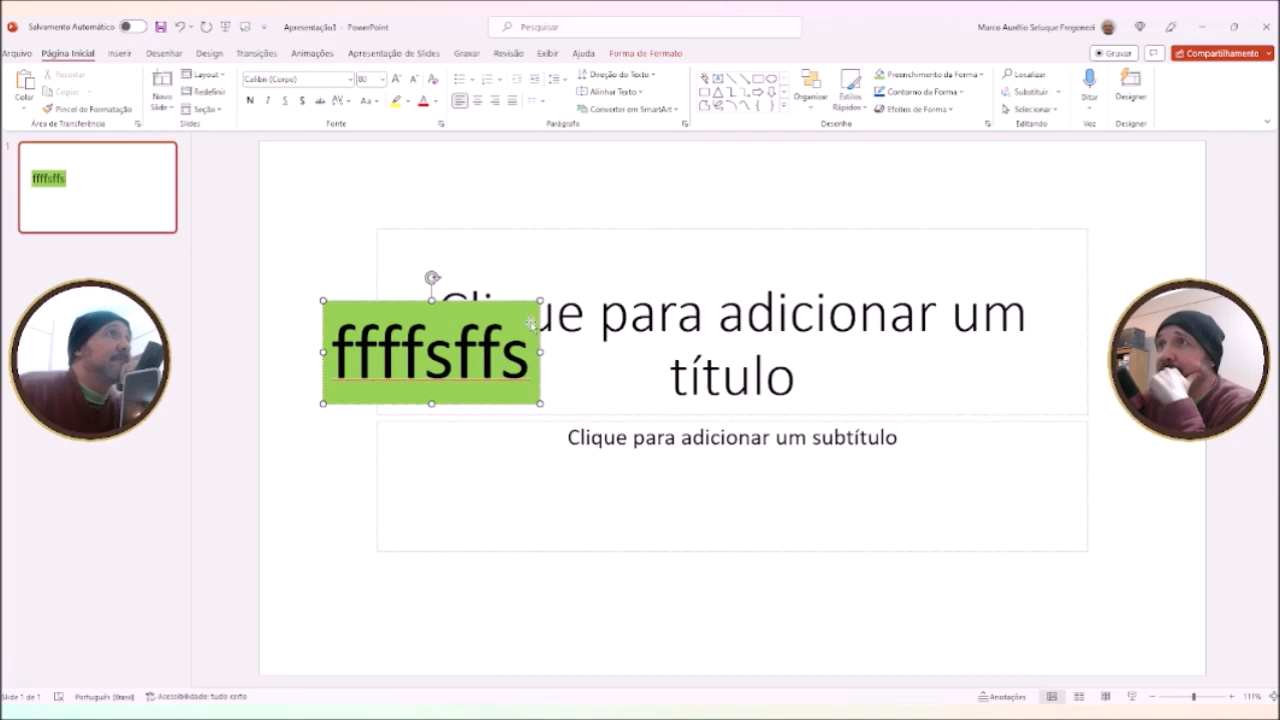 Salvamento Automático
Apresentação1 - PowerPoint
Pesquisar
Marco Aurélio Seluque Fregonezi
Arquivo Página Inicial Inserir Desenhar Design Transições Animações Apresentação de Slides Gravar Revisão Exibir Ajuda Forma de Formato
Gravar
Compartilhamento
Colar
Recortar
Copiar
Pincel de Formatação
Área de Transferência
Novo Slide
Layout
Redefinir
Seção
Slides
Calibri (Corpo) 80
N I S S ab AV Aa A
Fonte
Direção do Texto
Alinhar Texto
Converter em SmartArt
Parágrafo
Organizar
Estilos Rápidos
Preenchimento da Forma
Contorno da Forma
Efeitos de Forma
Desenho
Localizar
Substituir
Selecionar
Editando
Ditar
Voz
Designer
Designer
1
ffffsffs
ffffsffs
Clique para adicionar um
título
Clique para adicionar um subtítulo
Slide 1 de 1 Português (Brasil) Acessibilidade: tudo certo
Anotações 111%